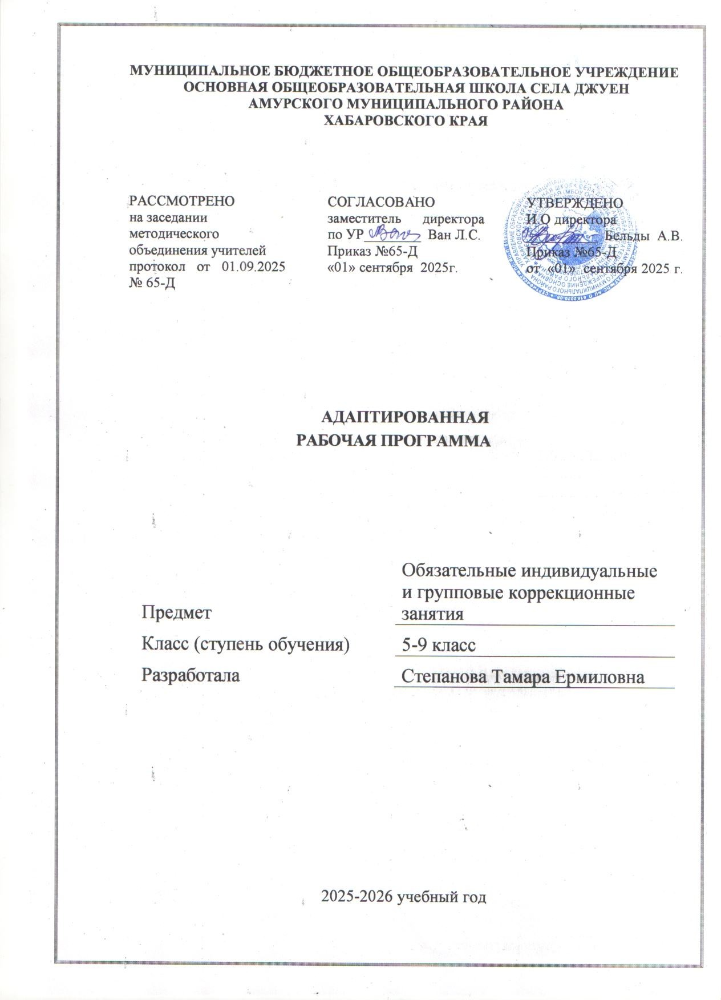 МУНИЦИПАЛЬНОЕ БЮДЖЕТНОЕ ОБЩЕОБРАЗОВАТЕЛЬНОЕ УЧРЕЖДЕНИЕ
ОСНОВНАЯ ОБЩЕОБРАЗОВАТЕЛЬНАЯ ШКОЛА СЕЛА ДЖУЕН
АМУРСКОГО МУНИЦИПАЛЬНОГО РАЙОНА
ХАБАРОВСКОГО КРАЯ
РАССМОТРЕНО
на заседании
методического
объединения учителей
протокол от 01.09.2025
№ 65-Д
СОГЛАСОВАНО
заместитель директора
по УР ________ Ван Л.С.
Приказ №65-Д
«01» сентября 2025г.
УТВЕРЖДЕНО
И.О директора
Бельды А.В.
Приказ №65-Д
от «01» сентября 2025 г.
АДАПТИРОВАННАЯ
РАБОЧАЯ ПРОГРАММА
Обязательные индивидуальные
и групповые коррекционные
Предмет занятия
Класс (ступень обучения) 5-9 класс
Разработала Степанова Тамара Ермиловна
2025-2026 учебный год